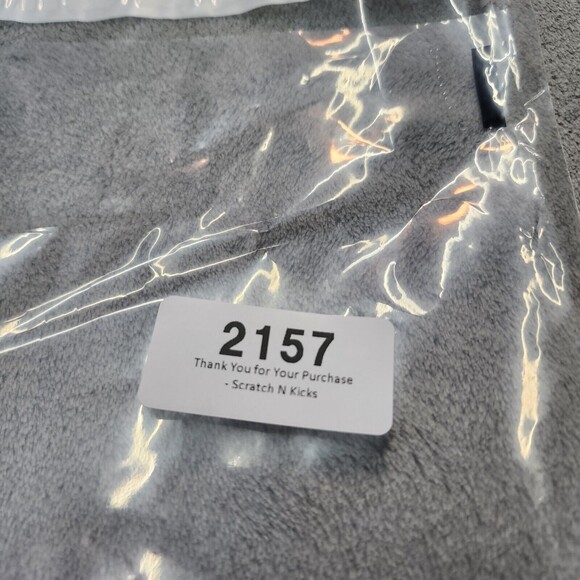 2157
Thank You for Your Purchase
- Scratch N Kicks